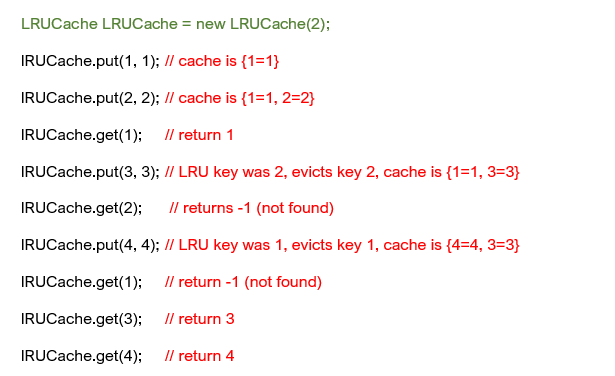 LRUCache LRUCache = new LRUCache(2);
lRUCache.put(1, 1); // cache is {1=1}
lRUCache.put(2, 2); // cache is {1=1, 2=2}
lRUCache.get(1); // return 1
lRUCache.put(3, 3); // LRU key was 2, evicts key 2, cache is {1=1, 3=3}
lRUCache.get(2); // returns -1 (not found)
lRUCache.put(4, 4); // LRU key was 1, evicts key 1, cache is {4=4, 3=3}
lRUCache.get(1); // return -1 (not found)
lRUCache.get(3); // return 3
lRUCache.get(4); // return 4